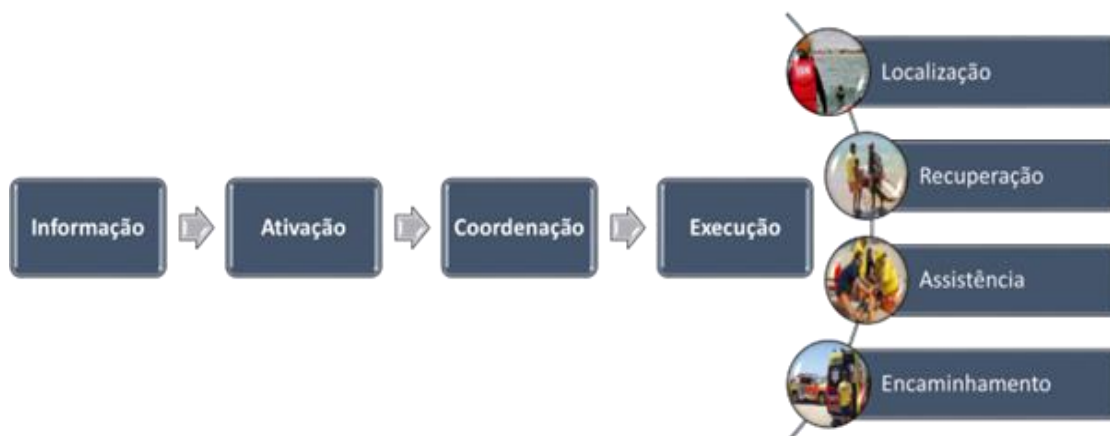 Localização
Recuperação
Informação
Ativação
Coordenação
Execução
Assistência
Encaminhamento